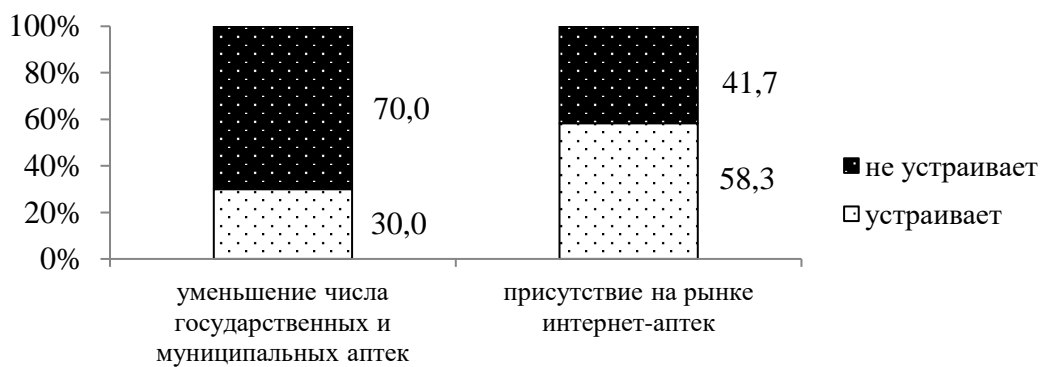 100%
80%
60%
40%
20%
0%
70,0
30,0
41,7
58,3
не устраивает
устраивает
уменьшение числа
государственных и
муниципальных аптек
присутствие на рынке
интернет-аптек